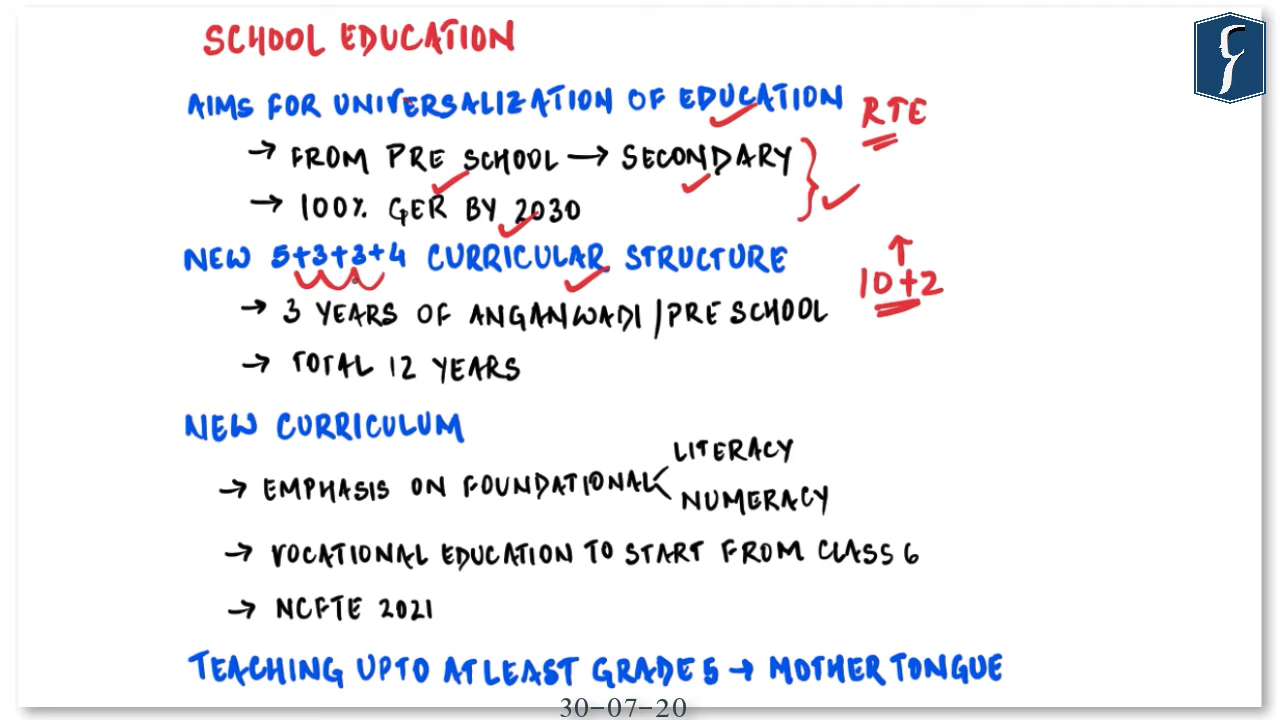 SCHOOL EDUCATION
AIMS FOR UNIVERSALIZATION OF EDUCATION
RTE
→ FROM PRE SCHOOL → SECONDARY
→ 100% GER BY 2030
NEW 5+3+3+4 CURRICULAR STRUCTURE
↑
10+2
→ 3 YEARS OF ANGANWADI/PRE SCHOOL
→ TOTAL 12 YEARS
NEW CURRICULUM
→ EMPHASIS ON FOUNDATIONAL
LITERACY
NUMERACY
→ VOCATIONAL EDUCATION TO START FROM CLASS 6
→ NCFTE 2021
TEACHING UPTO ATLEAST GRADE 5 → MOTHER TONGUE
30-07-20